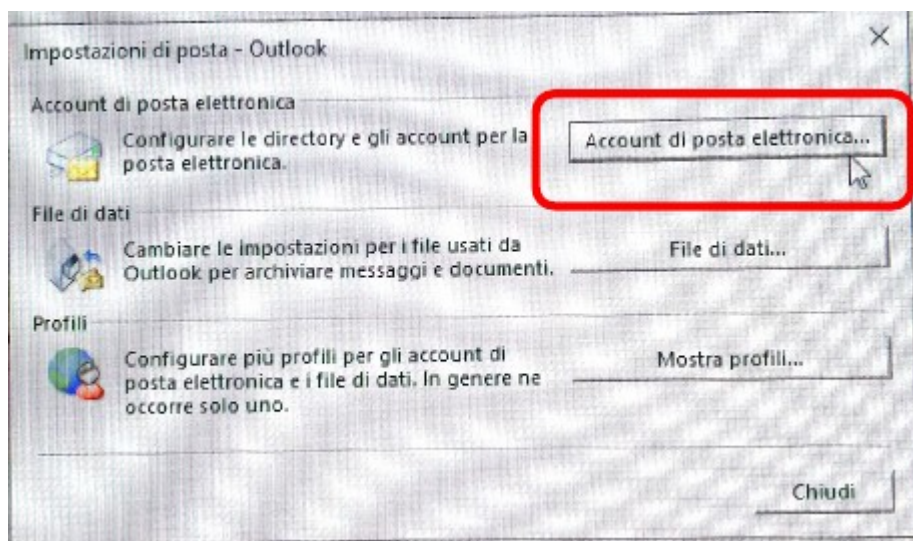 Impostazioni di posta - Outlook
Account di posta elettronica
Configurare le directory e gli account per la
posta elettronica.
Account di posta elettronica...
File di dati
Cambiare le impostazioni per i file usati da
Outlook per archiviare messaggi e documenti.
File di dati...
Profili
Configurare più profili per gli account di
posta elettronica e i file di dati. In genere ne
occorre solo uno.
Mostra profili...
Chiudi